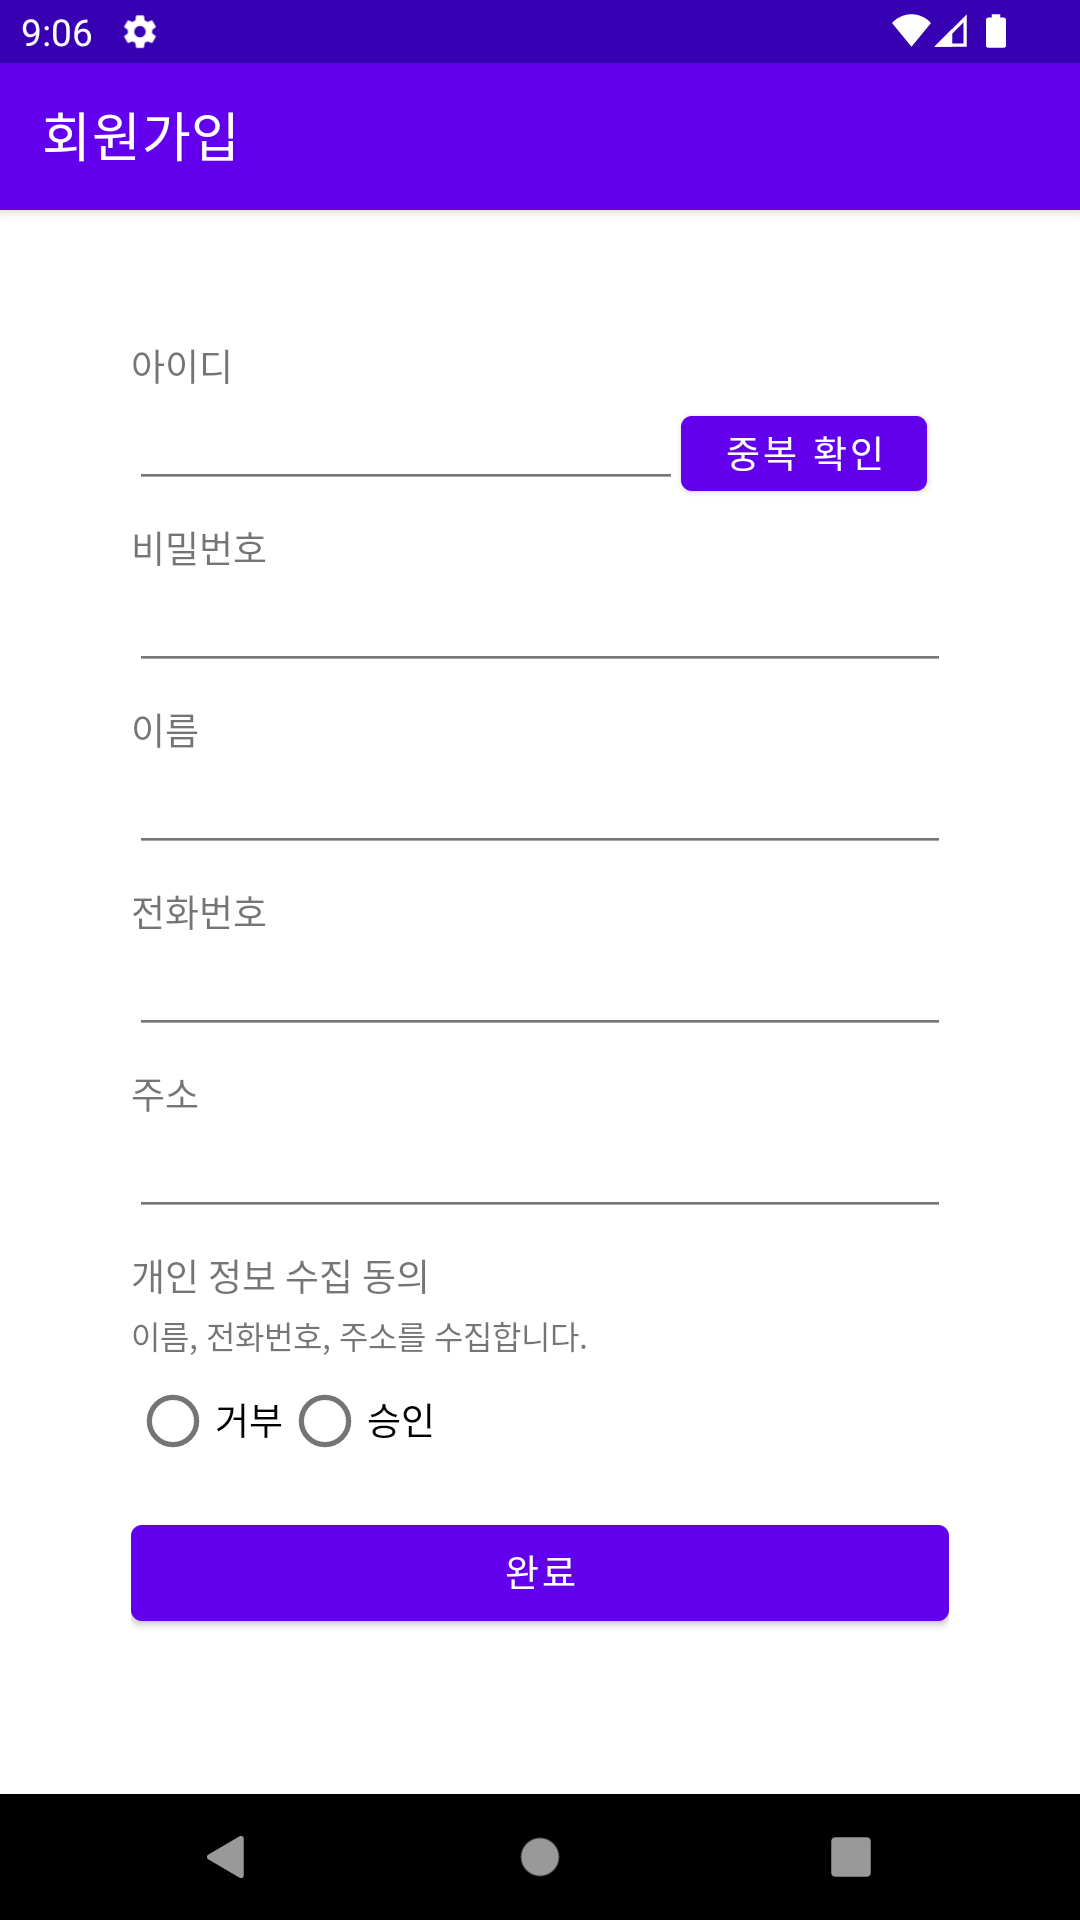 9:06
회원가입
아이디
중복 확인
비밀번호
이름
전화번호
주소
개인 정보 수집 동의
이름, 전화번호, 주소를 수집합니다.
거부 승인
완료